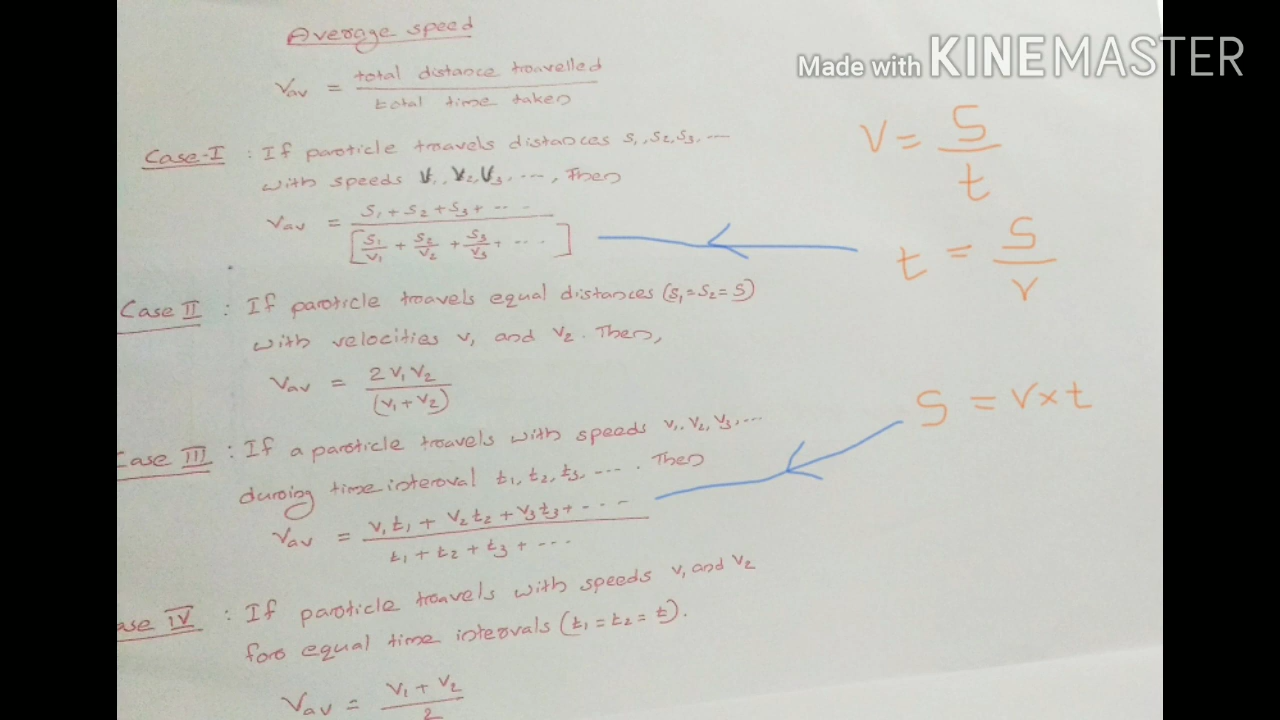 Made with KINEMASTER
Average speed
Vav = total distance travelled / total time taken
Case-I : If particle travels distances s₁, s₂, s₃, ....
with speeds V₁, V₂, V₃, ...., Then
Vav = S₁ + S₂ + S₃ + .... / [S₁/V₁ + S₂/V₂ + S₃/V₃ + ....]
Case II : If particle travels equal distances (s₁ = s₂ = s)
with velocities v₁ and v₂. Then,
Vav = 2V₁V₂ / (V₁ + V₂)
Case III : If a particle travels with speeds v₁, v₂, v₃, ....
during time interval t₁, t₂, t₃, .... . Then
Vav = V₁t₁ + V₂t₂ + V₃t₃ + .... / t₁ + t₂ + t₃ + ....
ase IV : If particle travels with speeds v₁ and v₂
for equal time intervals (t₁ = t₂ = t).
Vav = V₁ + V₂ / 2
V = S / t
t = S / V
S = V × t